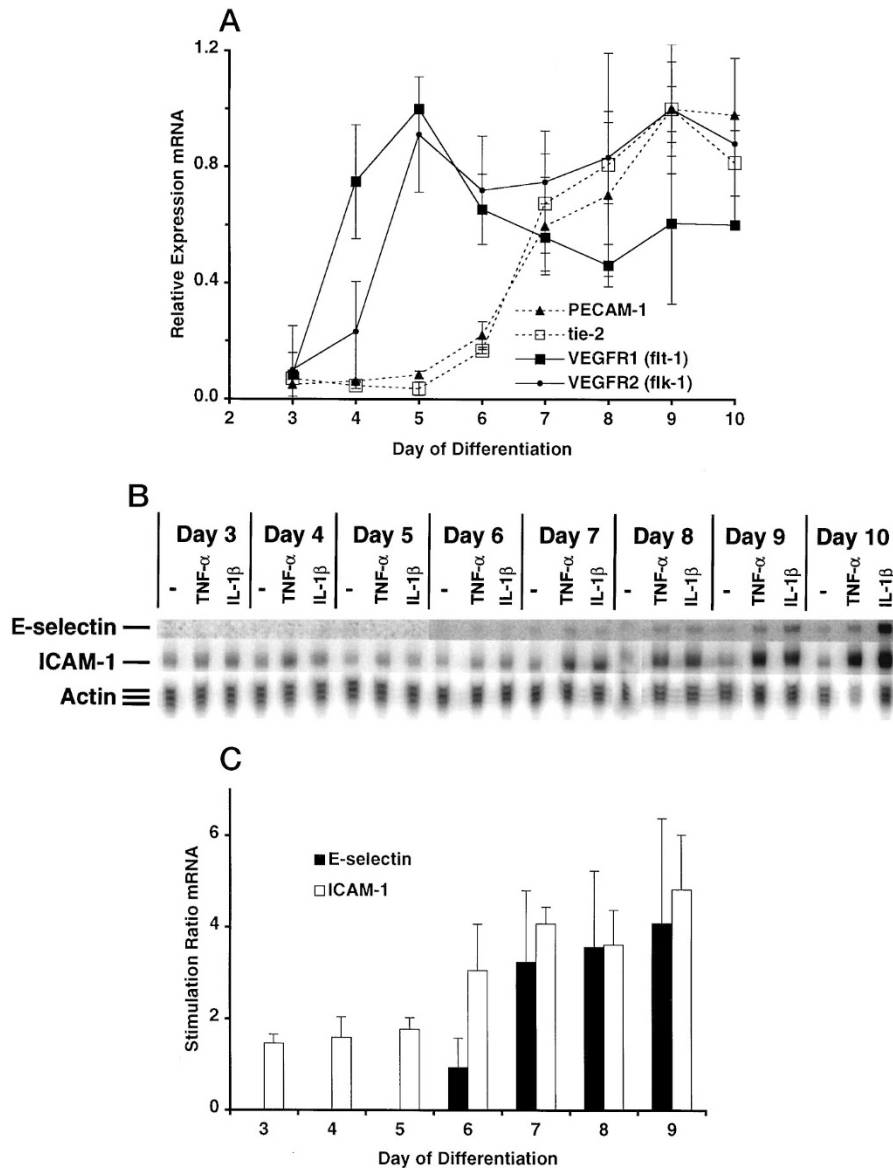 A
1.2
0.8
0.4
0.0
Relative Expression mRNA
PECAM-1
tie-2
VEGFR1 (flt-1)
VEGFR2 (flk-1)
2 3 4 5 6 7 8 9 10
Day of Differentiation
B
Day 3 Day 4 Day 5 Day 6 Day 7 Day 8 Day 9 Day 10
- TNF-α IL-1β - TNF-α IL-1β - TNF-α IL-1β - TNF-α IL-1β - TNF-α IL-1β - TNF-α IL-1β - TNF-α IL-1β - TNF-α IL-1β
E-selectin
ICAM-1
Actin
C
6
4
2
0
Stimulation Ratio mRNA
E-selectin
ICAM-1
3 4 5 6 7 8 9
Day of Differentiation